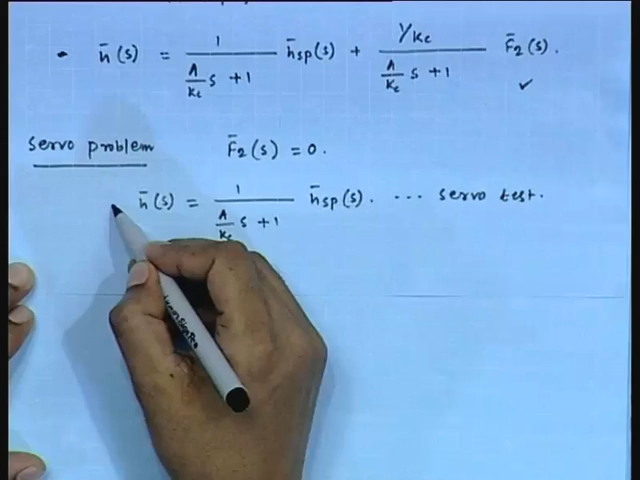 • h̄(s) = 1 / (A/Kc s + 1) h̄sp(s) + 1/Kc / (A/Kc s + 1) F̄2(s). ✓
Servo problem F̄2(s) = 0.
h̄(s) = 1 / (A/Kc s + 1) h̄sp(s). ... servo test.